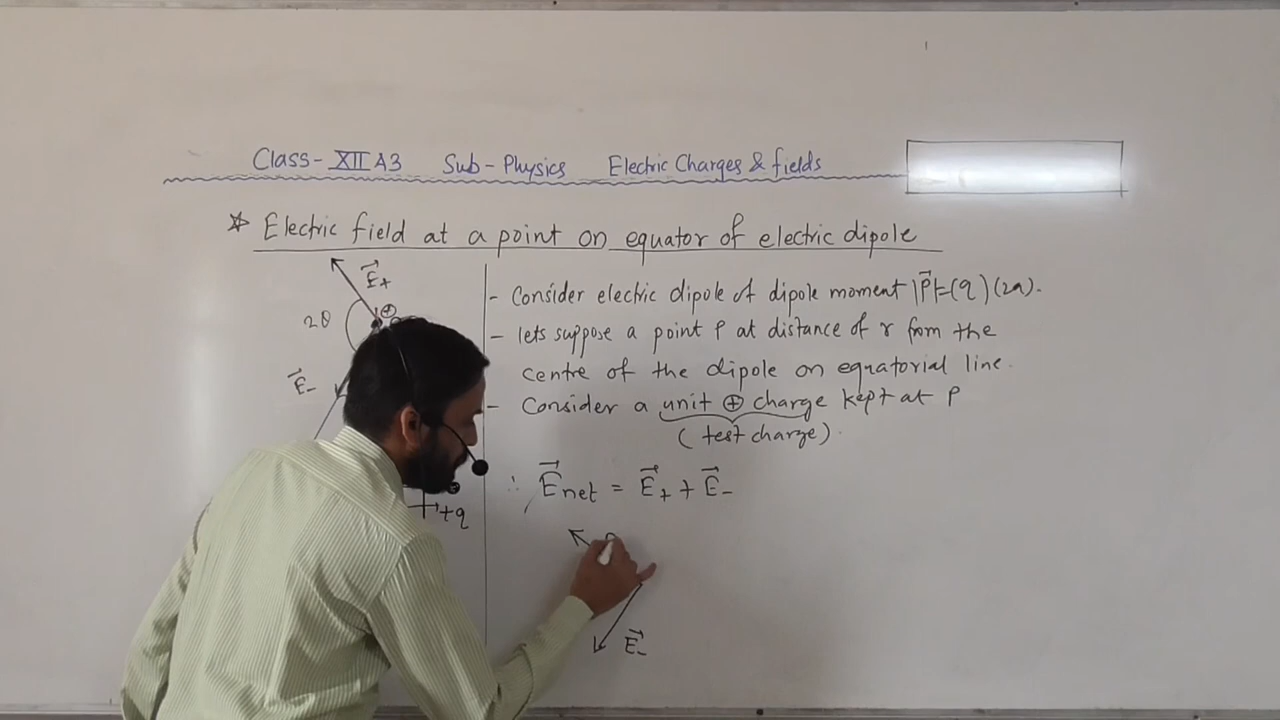 Class - XII A3 Sub - Physics Electric Charges & fields
☆ Electric field at a point on equator of electric dipole
E⃗₊
2θ
⊕
E⃗₋
+q
- Consider electric dipole of dipole moment |P⃗|=(q)(2a).
- lets suppose a point P at distance of r from the
centre of the dipole on equatorial line.
- Consider a unit ⊕ charge kept at P
(test charge).
∴ E⃗net = E⃗₊ + E⃗₋
E⃗₋